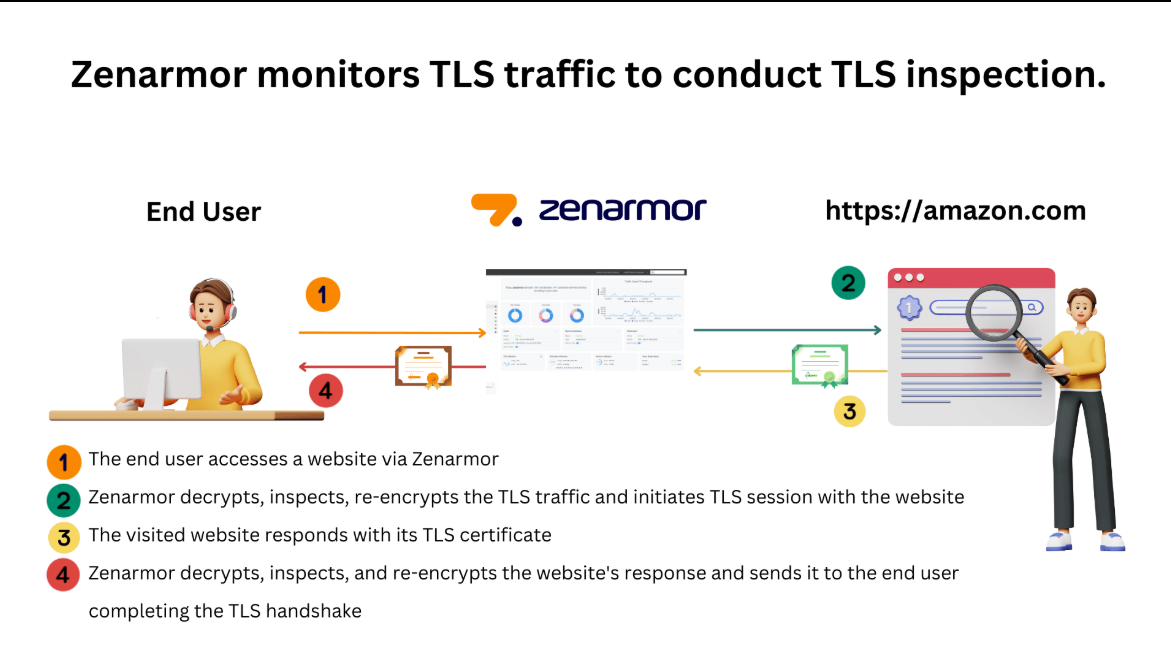 Zenarmor monitors TLS traffic to conduct TLS inspection.
End User
zenarmor
https://amazon.com
1
2
4
3
1
1 The end user accesses a website via Zenarmor
2 Zenarmor decrypts, inspects, re-encrypts the TLS traffic and initiates TLS session with the website
3 The visited website responds with its TLS certificate
4 Zenarmor decrypts, inspects, and re-encrypts the website's response and sends it to the end user
completing the TLS handshake